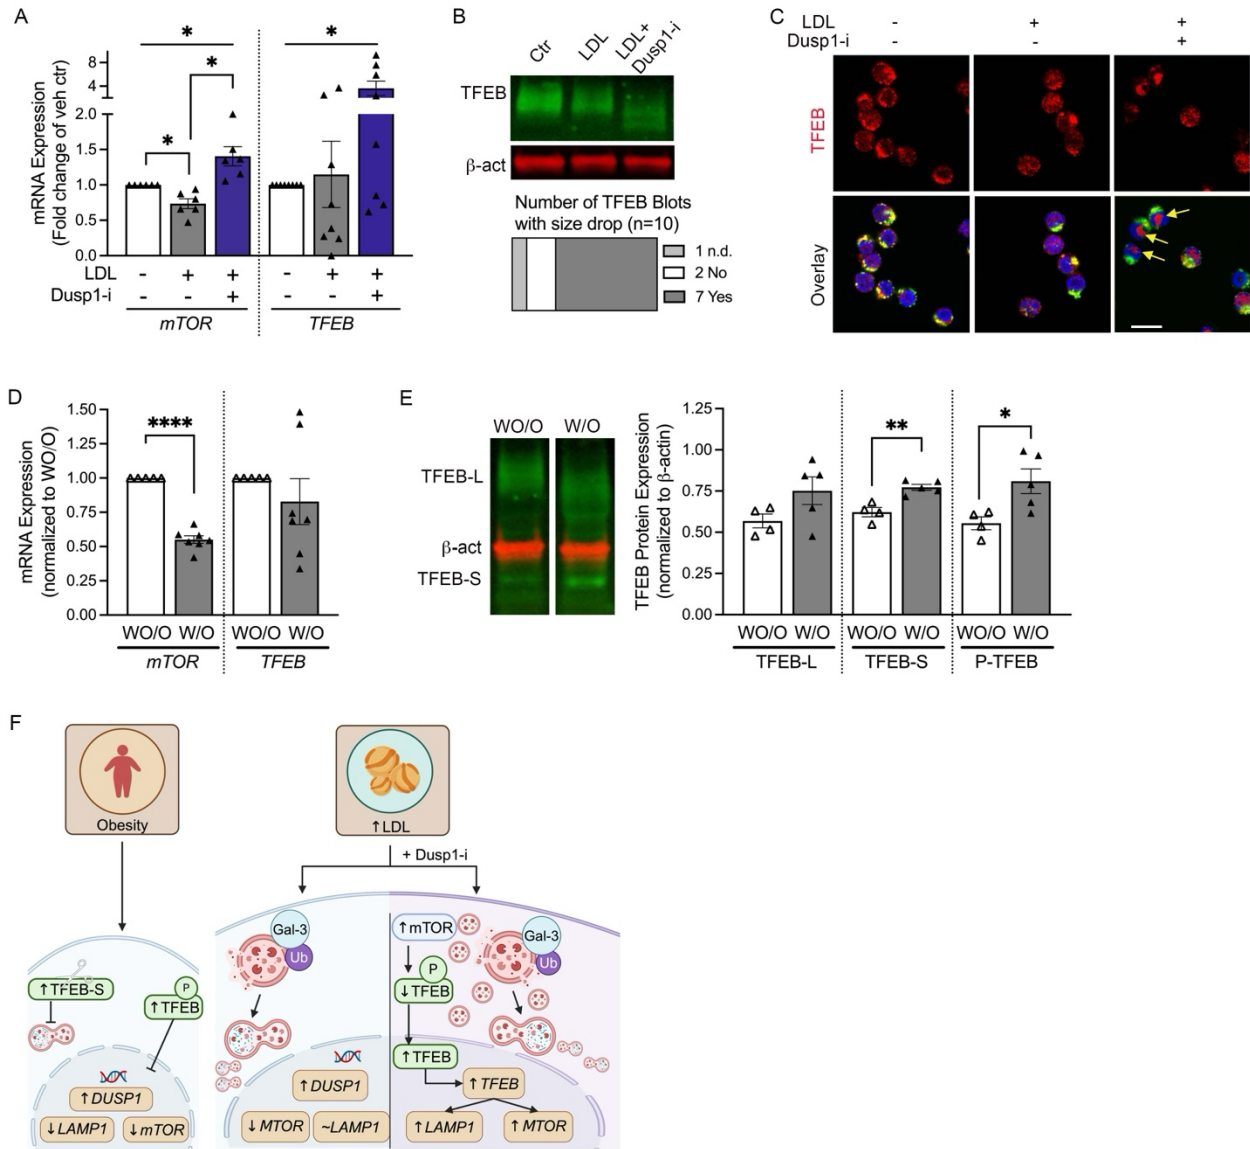 A
mRNA Expression
(Fold change of veh ctr)
8
4
2.0
1.5
1.0
0.5
0.0
*
*
*
*
LDL - + + - + +
Dusp1-i - - + - - +
mTOR TFEB
B
Ctr LDL LDL+
Dusp1-i
TFEB
β-act
Number of TFEB Blots
with size drop (n=10)
1 n.d.
2 No
7 Yes
C
LDL - + +
Dusp1-i - - +
TFEB
Overlay
D
mRNA Expression
(normalized to WO/O)
1.50
1.25
1.00
0.75
0.50
0.25
0.00
****
WO/O W/O WO/O W/O
mTOR TFEB
E
WO/O W/O
TFEB-L
β-act
TFEB-S
TFEB Protein Expression
(normalized to β-actin)
1.25
1.00
0.75
0.50
0.25
0.00
**
*
WO/O W/O WO/O W/O WO/O W/O
TFEB-L TFEB-S P-TFEB
F
Obesity
↑TFEB-S
P
↑TFEB
↑DUSP1
↓LAMP1 ↓mTOR
↑LDL
+ Dusp1-i
Gal-3
Ub
↑DUSP1
↓MTOR ~LAMP1
↑mTOR
P
↓TFEB
Gal-3
Ub
↑TFEB
↑TFEB
↑LAMP1 ↑MTOR